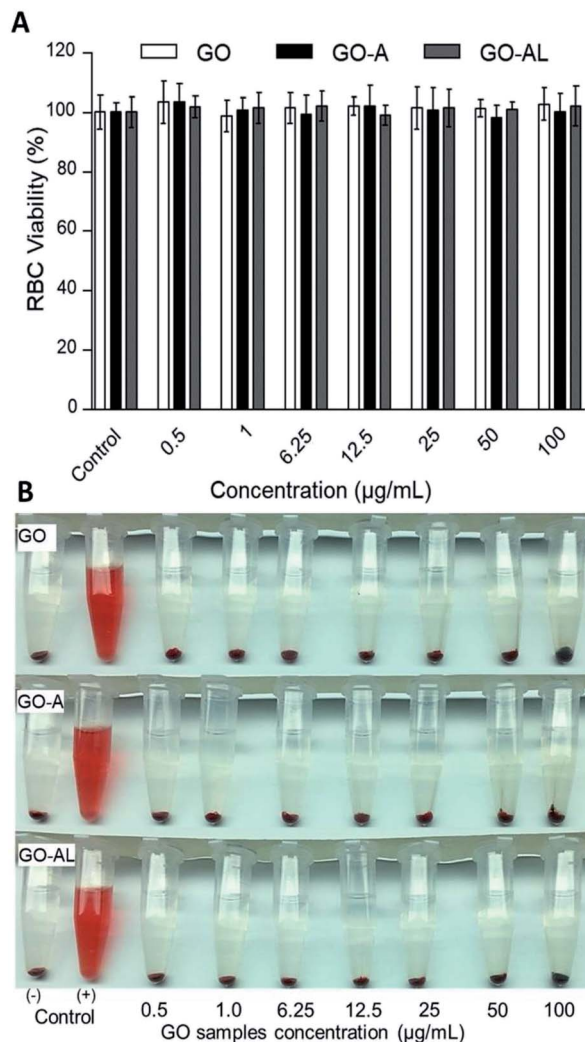 A
GO GO-A GO-AL
120
100
80
60
40
20
0
RBC Viability (%)
Control 0.5 1 6.25 12.5 25 50 100
Concentration (µg/mL)
B
GO
GO-A
GO-AL
(-) (+)
Control 0.5 1.0 6.25 12.5 25 50 100
GO samples concentration (µg/mL)